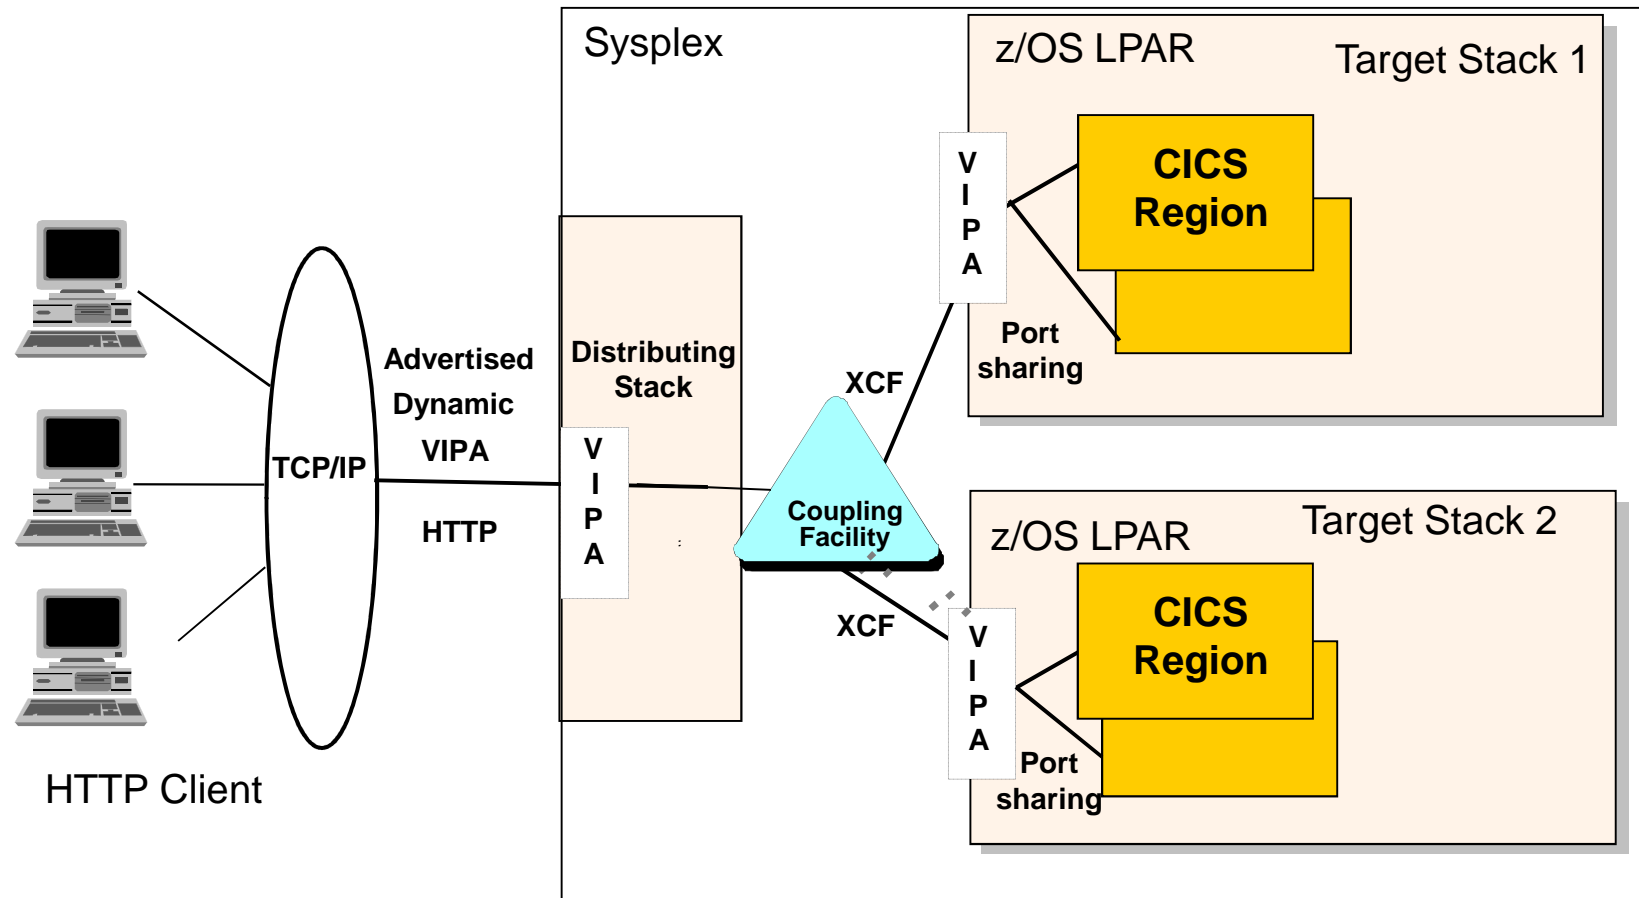 Sysplex
z/OS LPAR
Target Stack 1
V
I
P
A
CICS
Region
Port
sharing
Advertised
Dynamic
VIPA
HTTP
TCP/IP
HTTP Client
Distributing
Stack
V
I
P
A
XCF
Coupling
Facility
XCF
z/OS LPAR
Target Stack 2
V
I
P
A
CICS
Region
Port
sharing